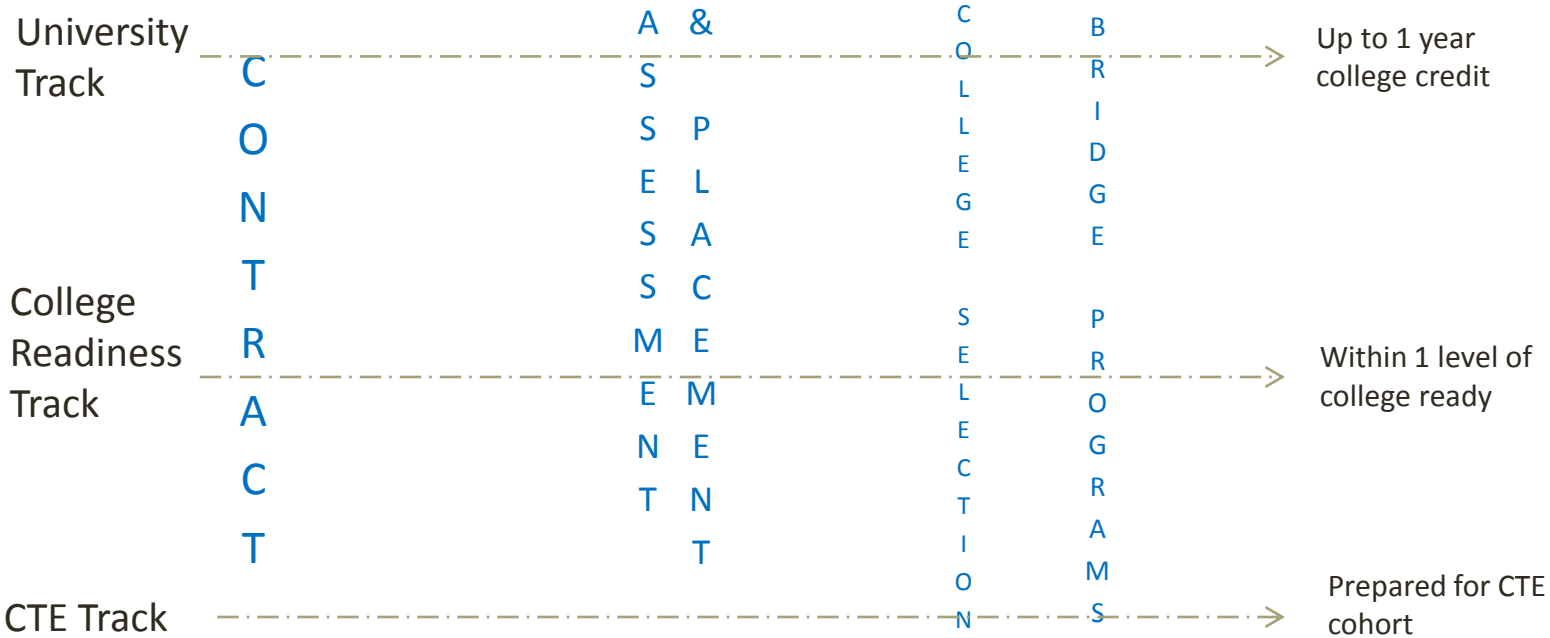 University
Track
CONTRACT
ASSESSMENT
& PLACEMENT
COLLEGE SELECTION
BRIDGE PROGRAMS
Up to 1 year
college credit
College
Readiness
Track
Within 1 level of
college ready
CTE Track
Prepared for CTE
cohort